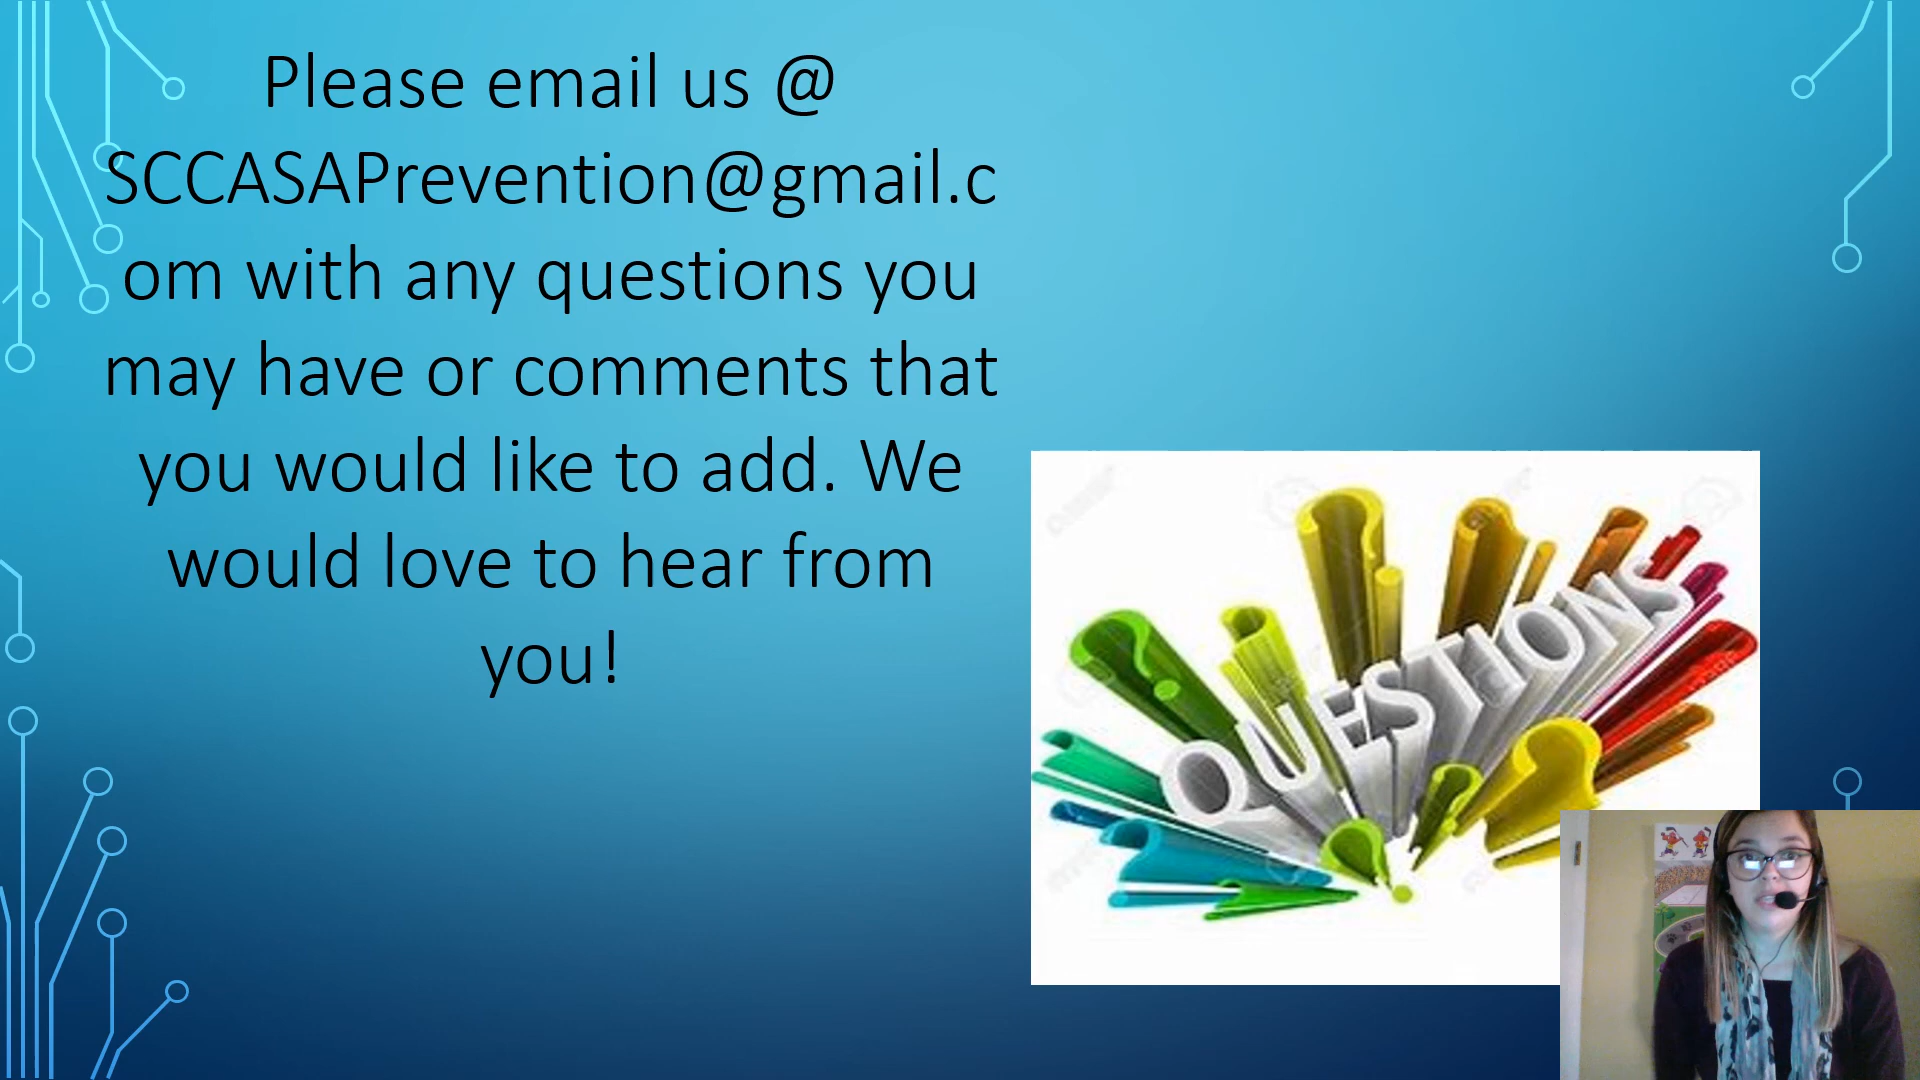 Please email us @
SCCASAPrevention@gmail.c
om with any questions you
may have or comments that
you would like to add. We
would love to hear from
you!
QUESTIONS